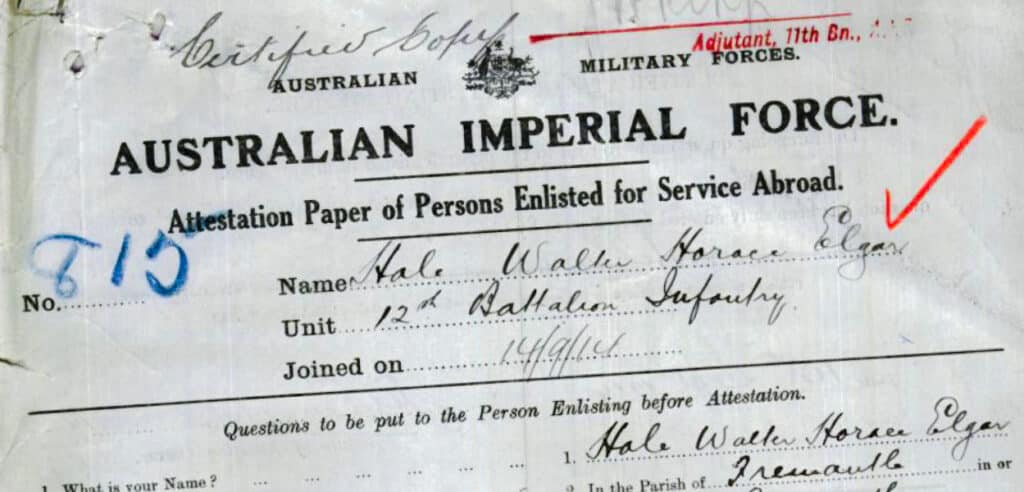 Certified Copy
Adjutant, 11th Bn.,
AUSTRALIAN MILITARY FORCES.
AUSTRALIAN IMPERIAL FORCE.
Attestation Paper of Persons Enlisted for Service Abroad.
No. 815
Name Hale Walter Horace Elgar
Unit 12th Battalion Infantry.
Joined on 14/9/14
Questions to be put to the Person Enlisting before Attestation.
1. What is your Name? ... ... ... ... 1. Hale Walter Horace Elgar
2. In the Parish of Fremantle in or